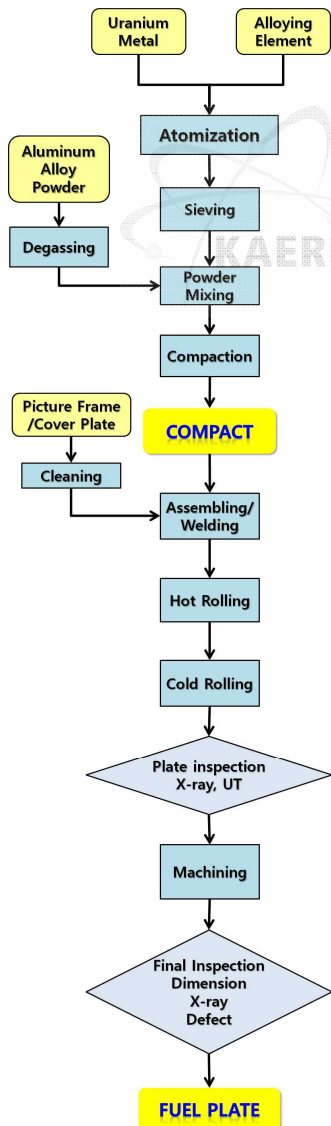 Uranium
Metal
Alloying
Element
Atomization
Aluminum
Alloy
Powder
Sieving
Degassing
KAERI
Powder
Mixing
Compaction
Picture Frame
/Cover Plate
COMPACT
Cleaning
Assembling/
Welding
Hot Rolling
Cold Rolling
Plate inspection
X-ray, UT
Machining
Final Inspection
Dimension
X-ray
Defect
FUEL PLATE